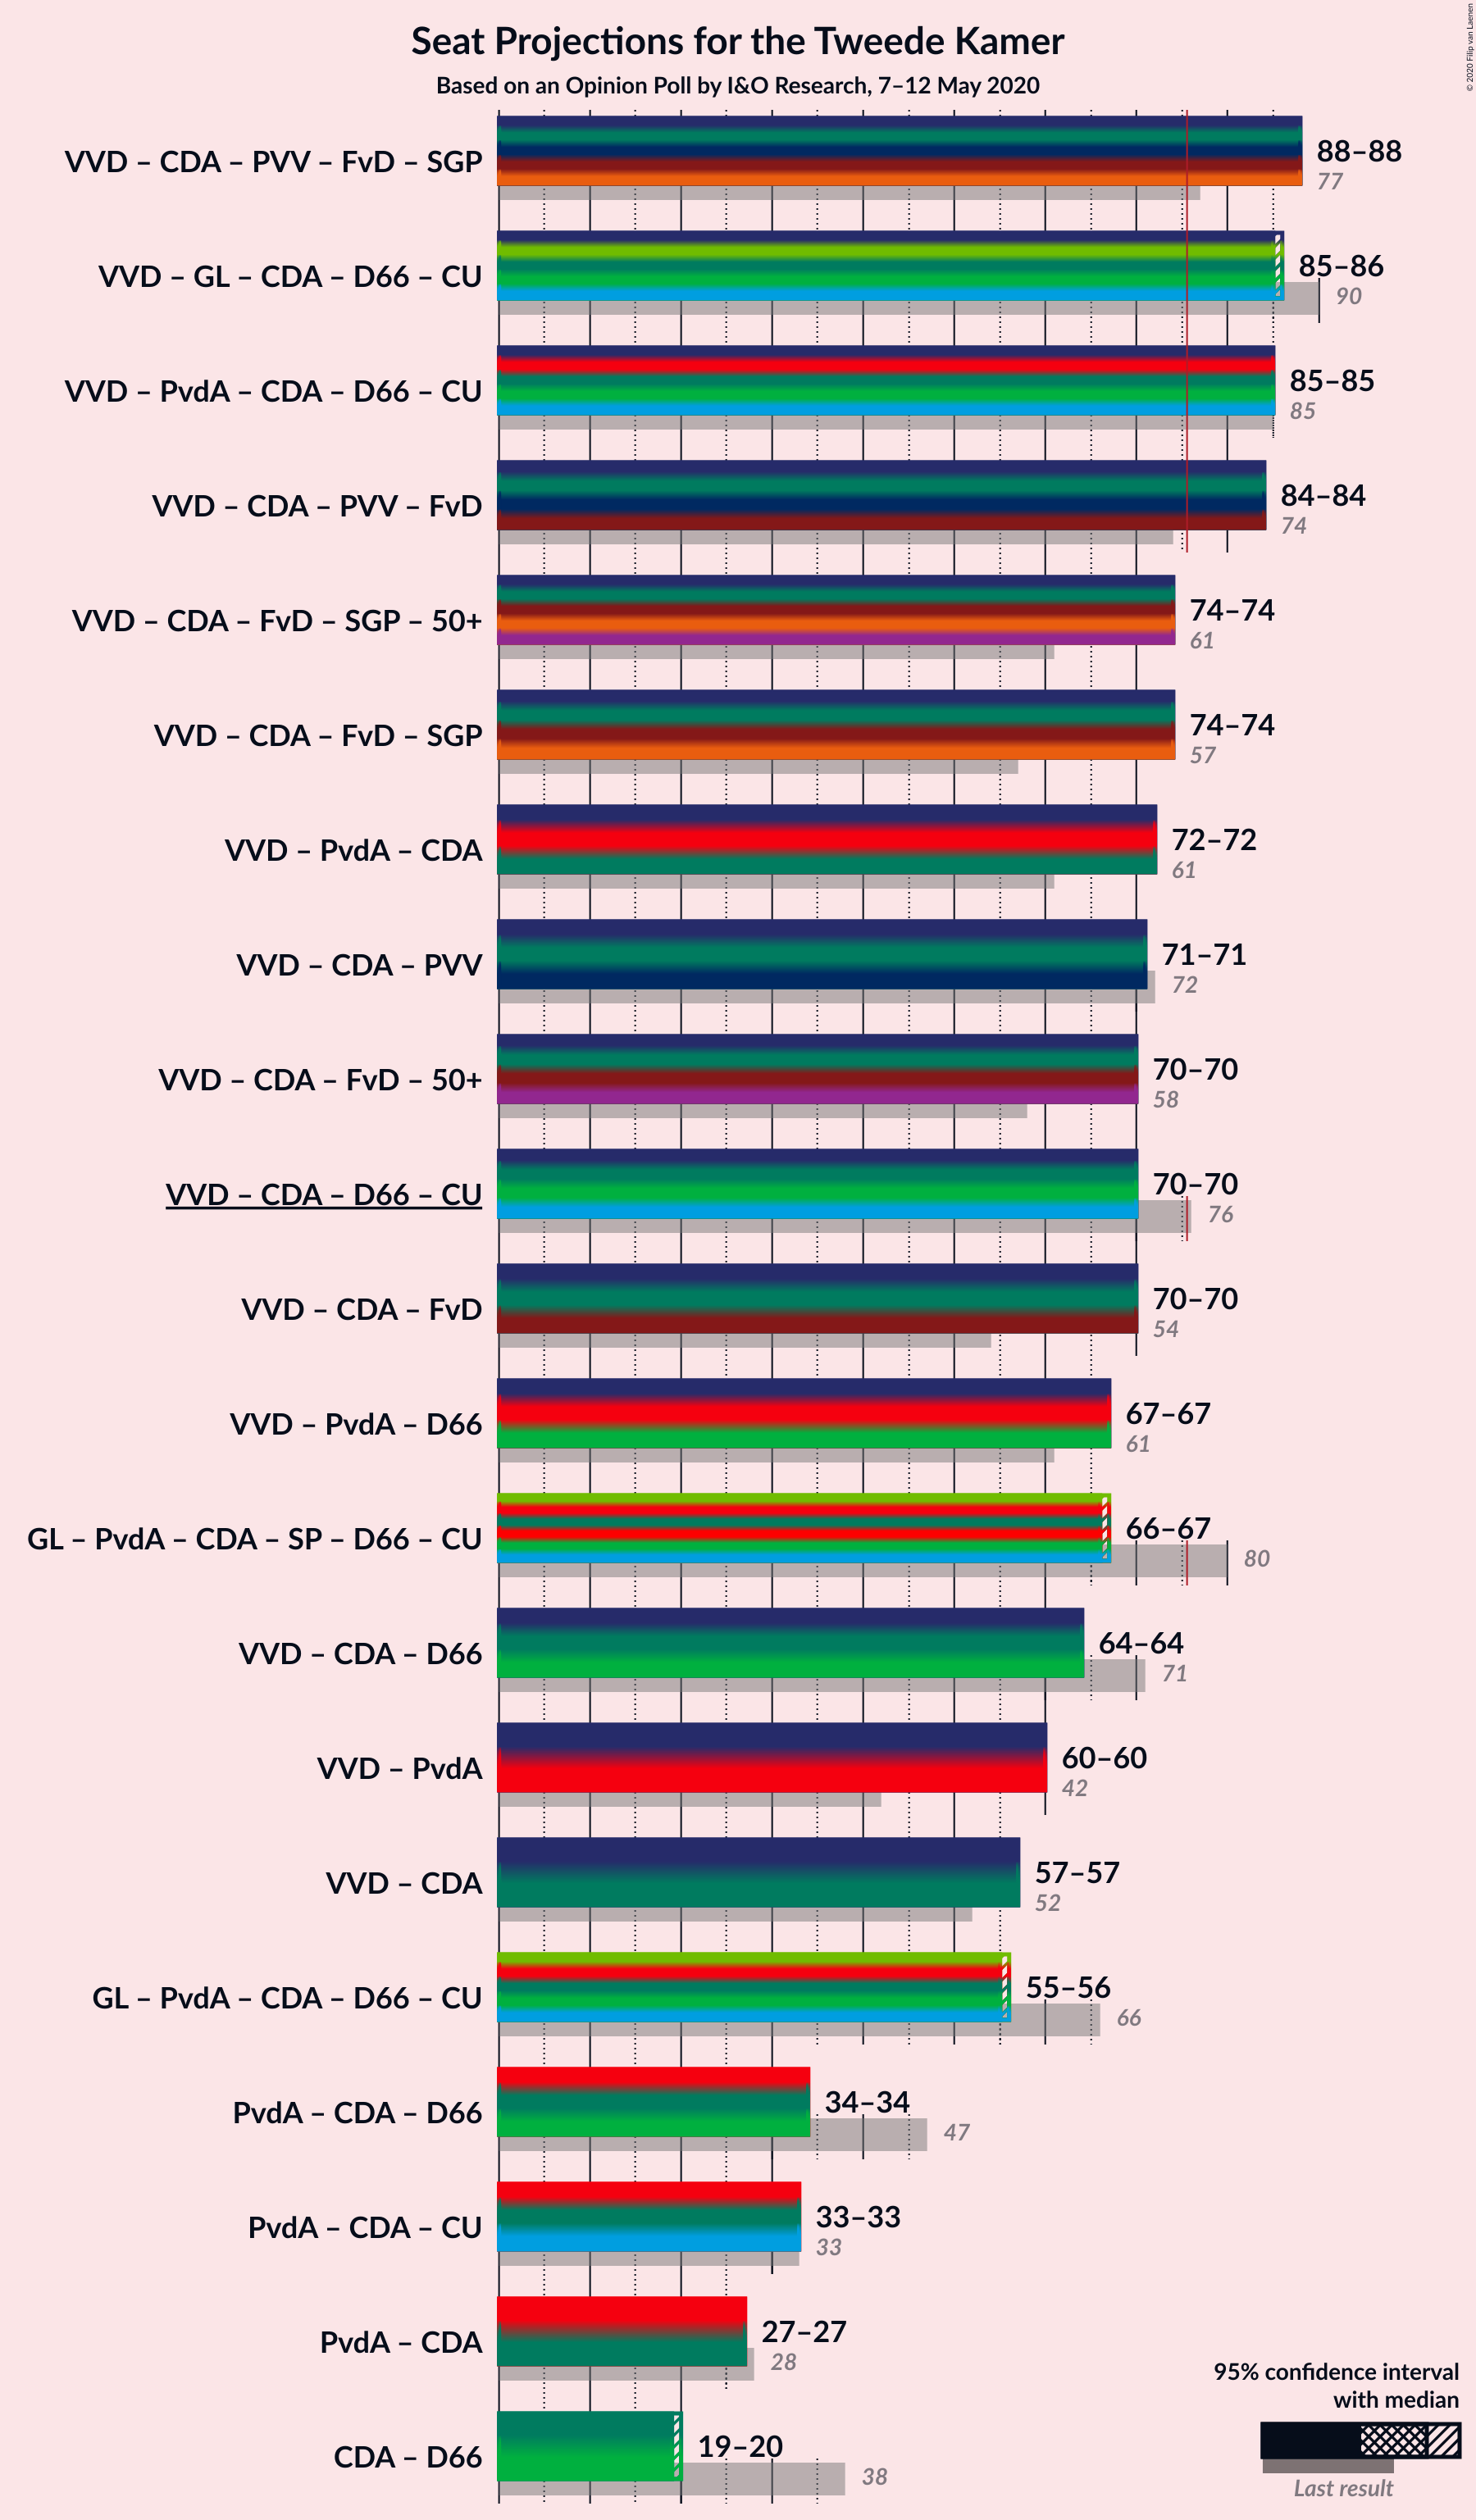 Seat Projections for the Tweede Kamer
Based on an Opinion Poll by I&O Research, 7–12 May 2020
© 2020 Filip van Laenen
VVD – CDA – PVV – FvD – SGP
88–88
77
VVD – GL – CDA – D66 – CU
85–86
90
VVD – PvdA – CDA – D66 – CU
85–85
85
VVD – CDA – PVV – FvD
84–84
74
VVD – CDA – FvD – SGP – 50+
74–74
61
VVD – CDA – FvD – SGP
74–74
57
VVD – PvdA – CDA
72–72
61
VVD – CDA – PVV
71–71
72
VVD – CDA – FvD – 50+
70–70
58
VVD – CDA – D66 – CU
70–70
76
VVD – CDA – FvD
70–70
54
VVD – PvdA – D66
67–67
61
GL – PvdA – CDA – SP – D66 – CU
66–67
80
VVD – CDA – D66
64–64
71
VVD – PvdA
60–60
42
VVD – CDA
57–57
52
GL – PvdA – CDA – D66 – CU
55–56
66
PvdA – CDA – D66
34–34
47
PvdA – CDA – CU
33–33
33
PvdA – CDA
27–27
28
CDA – D66
19–20
38
95% confidence interval
with median
Last result